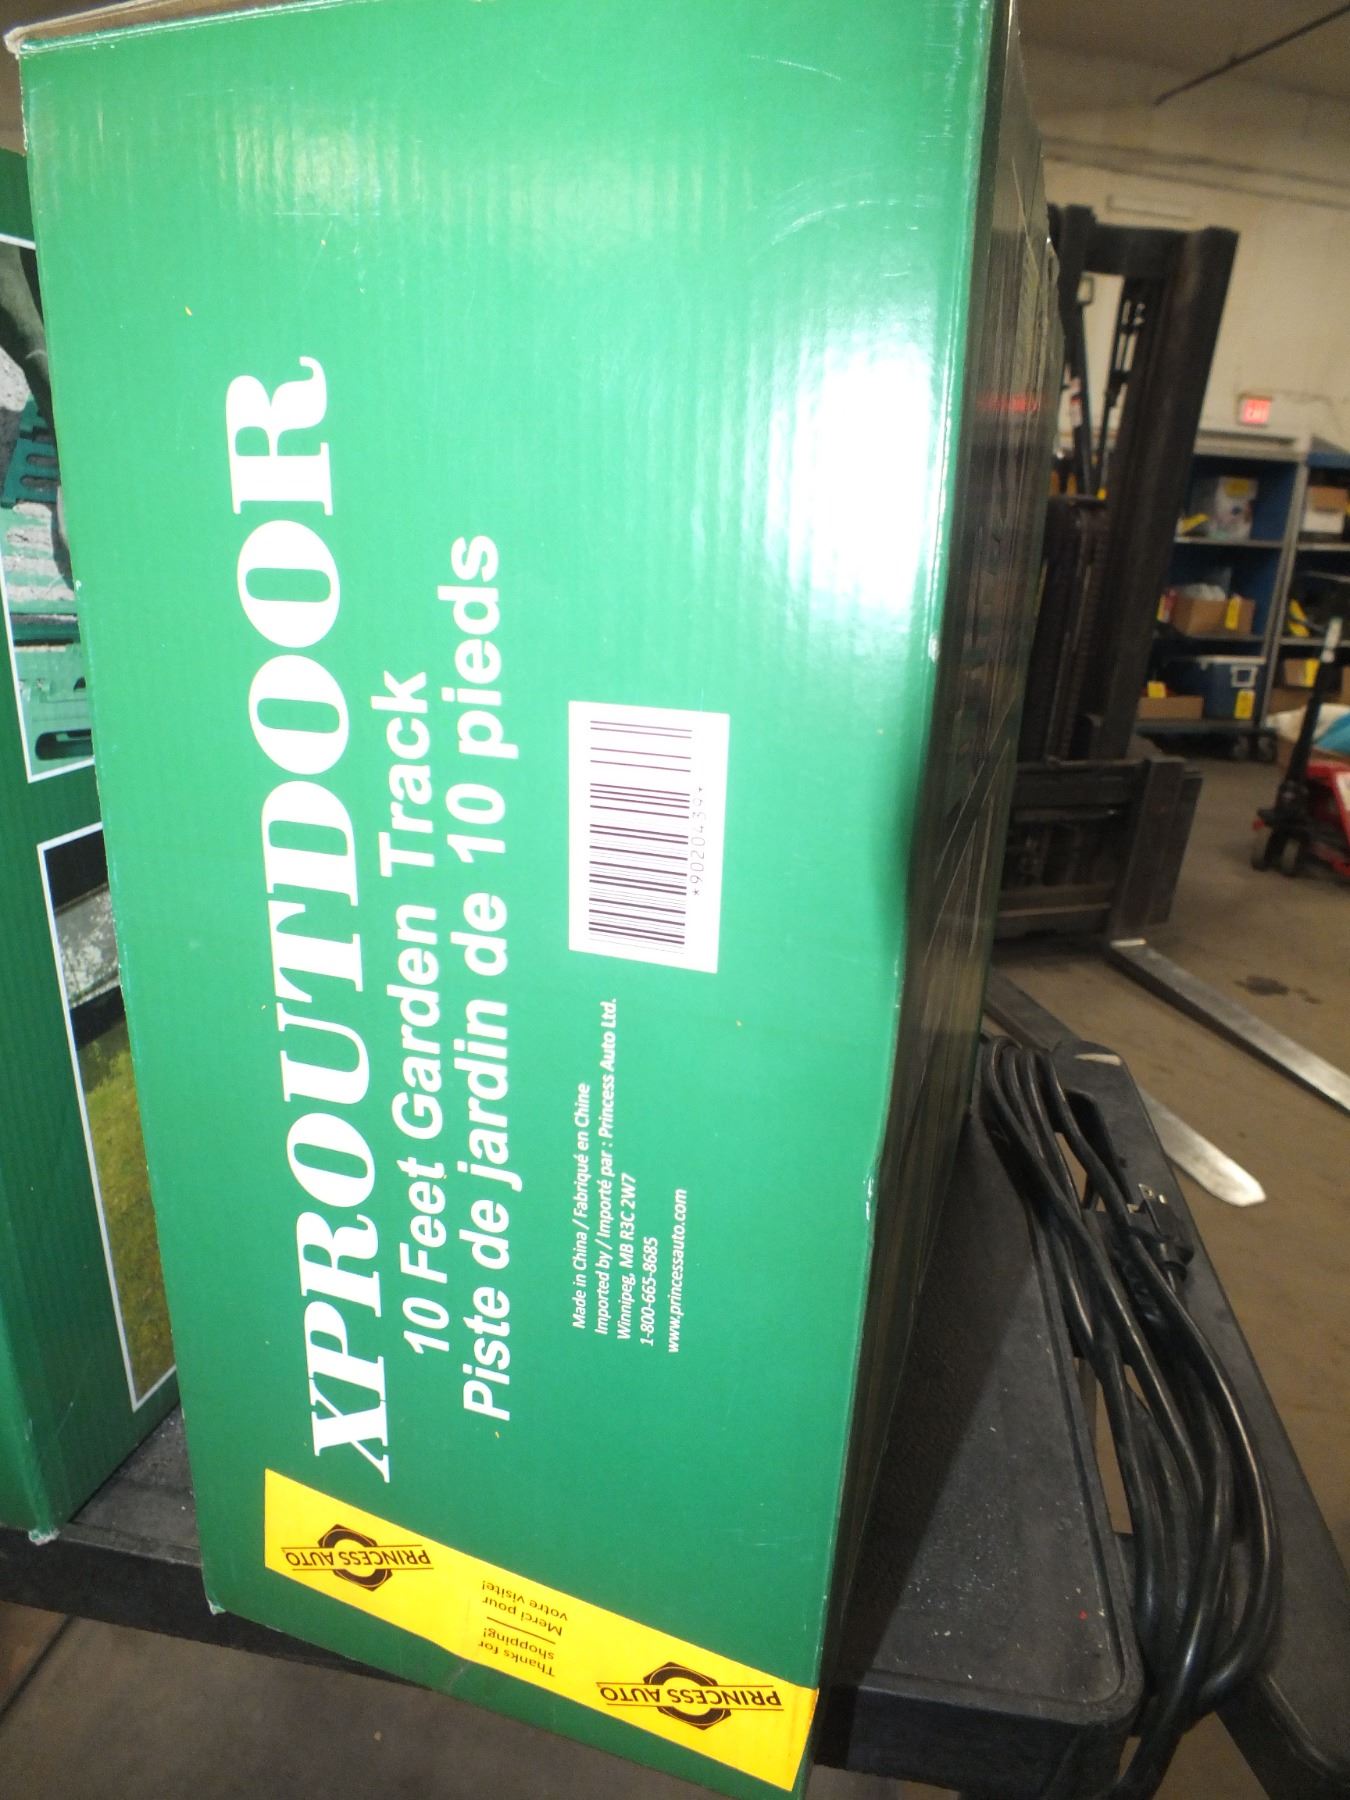 XPROUTDOOR
10 Feet Garden Track
Piste de jardin de 10 pieds
*9020439*
Made in China / Fabriqué en Chine
Imported by / Importé par : Princess Auto Ltd.
Winnipeg, MB R3C 2W7
1-800-665-8685
www.princessauto.com
PRINCESS AUTO
Thanks for
shopping!
Merci pour
votre visite!
PRINCESS AUTO
EXIT